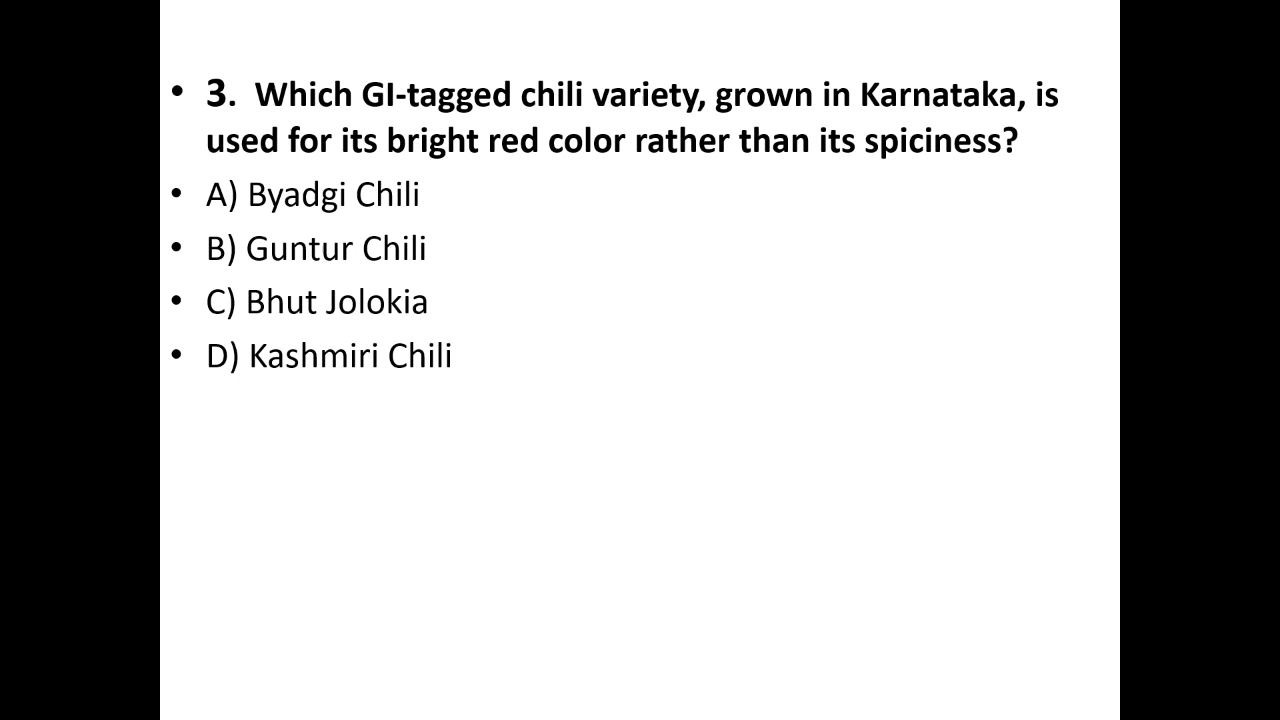 • 3.  Which GI-tagged chili variety, grown in Karnataka, is
used for its bright red color rather than its spiciness?
• A) Byadgi Chili
• B) Guntur Chili
• C) Bhut Jolokia
• D) Kashmiri Chili